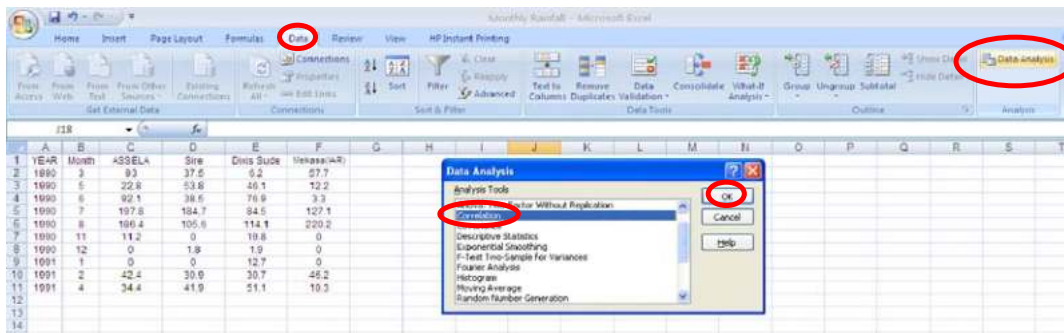 Monthly Rainfall - Microsoft Excel
Home Insert Page Layout Formulas Data Review View HP Instant Printing
From Access From Web From Text From Other Sources Existing Connections Refresh All Connections Properties Edit Links Sort Filter Clear Reapply Advanced Text to Columns Remove Duplicates Data Validation Consolidate What-If Analysis Group Ungroup Subtotal Show Detail Hide Detail Data Analysis
Get External Data Connections Sort & Filter Data Tools Outline Analysis
J18 fx
A B C D E F G H I J K L M N O P Q R S T
1 YEAR Month ASSELA Sire Dixis Sude
2 1990 3 93 37.5 6.2 57.7
3 1990 5 22.8 53.8 46.1 12.2
4 1990 6 92.1 38.5 76.9 3.3
5 1990 7 184.7 84.5 127.1
6 1990 8 105.6 114.1 220.2
7 1990 11 11.2 0 19.8 0
8 1990 12 0 1.8 1.9 0
9 1991 1 0 0 12.7 0
10 1991 2 42.4 30.9 30.7 46.2
11 1991 4 34.4 41.9 51.1 10.3
12
13
14
Data Analysis
Analysis Tools
Factor Without Replication
Correlation
Descriptive Statistics
Exponential Smoothing
F-Test Two-Sample for Variances
Fourier Analysis
Histogram
Moving Average
Random Number Generation
OK
Cancel
Help